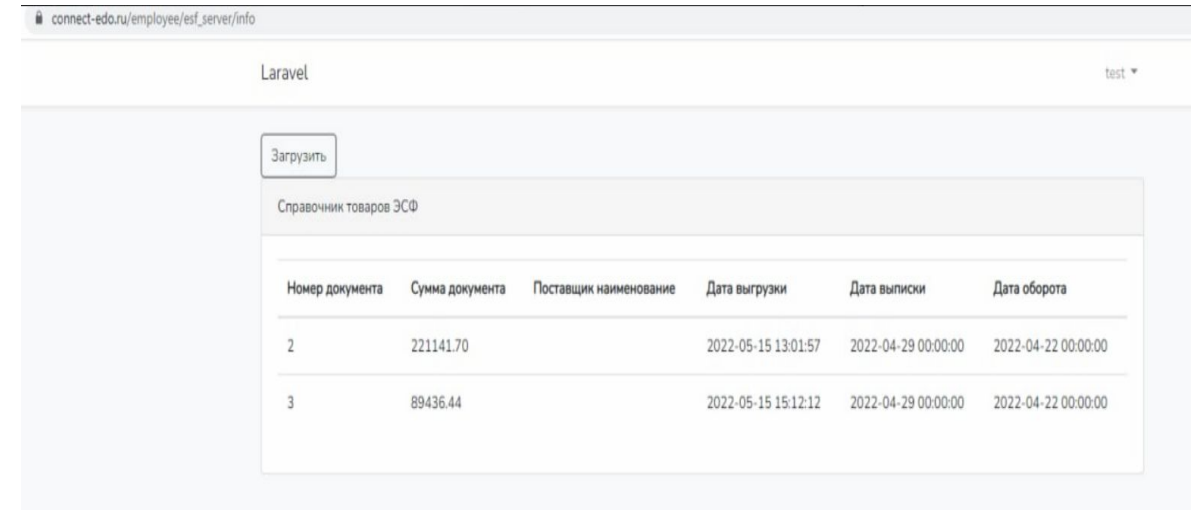 connect-edo.ru/employee/esf_server/info
Laravel test
Загрузить
Справочник товаров ЭСФ
Номер документа Сумма документа Поставщик наименование Дата выгрузки Дата выписки Дата оборота
2 221141.70 2022-05-15 13:01:57 2022-04-29 00:00:00 2022-04-22 00:00:00
3 89436.44 2022-05-15 15:12:12 2022-04-29 00:00:00 2022-04-22 00:00:00